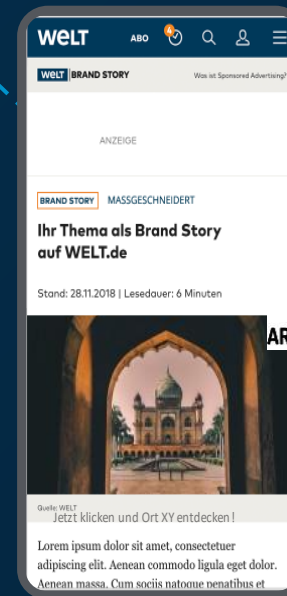 WELT ABO 4
WELT BRAND STORY Was ist Sponsored Advertising?
ANZEIGE
BRAND STORY MASSGESCHNEIDERT
Ihr Thema als Brand Story
auf WELT.de
Stand: 28.11.2018 | Lesedauer: 6 Minuten
AR
Quelle: WELT
Jetzt klicken und Ort XY entdecken !
Lorem ipsum dolor sit amet, consectetuer
adipiscing elit. Aenean commodo ligula eget dolor.
Aenean massa. Cum sociis natoque penatibus et